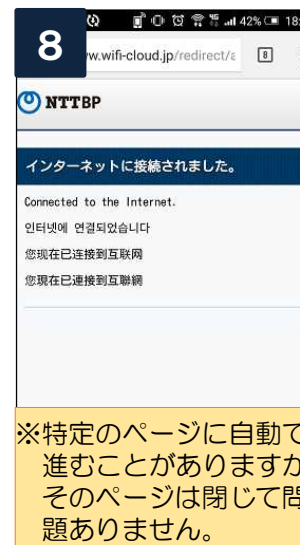 8
42% 18:
w.wifi-cloud.jp/redirect/a
8
NTTBP
インターネットに接続されました。
Connected to the Internet.
인터넷에 연결되었습니다
您现在已连接到互联网
您現在已連接到互聯網
※特定のページに自動で
進むことがありますが
そのページは閉じて問
題ありません。